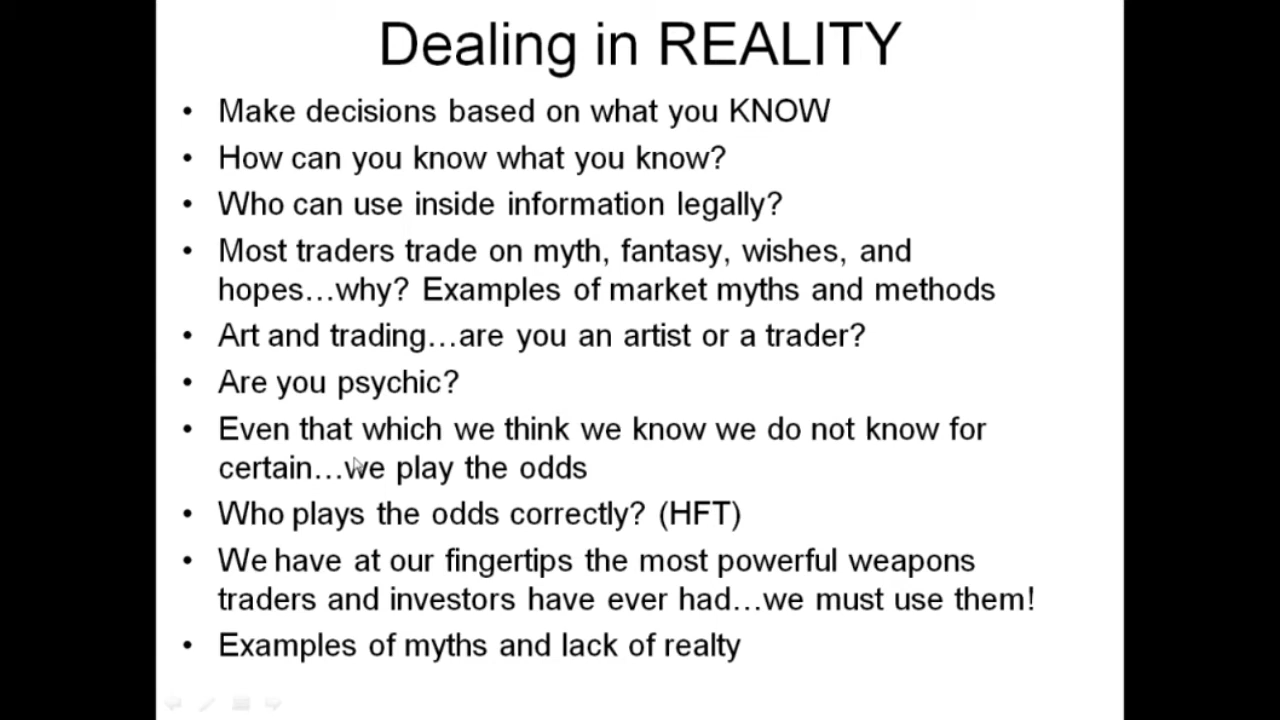 Dealing in REALITY
• Make decisions based on what you KNOW
• How can you know what you know?
• Who can use inside information legally?
• Most traders trade on myth, fantasy, wishes, and
hopes…why? Examples of market myths and methods
• Art and trading…are you an artist or a trader?
• Are you psychic?
• Even that which we think we know we do not know for
certain…we play the odds
• Who plays the odds correctly? (HFT)
• We have at our fingertips the most powerful weapons
traders and investors have ever had…we must use them!
• Examples of myths and lack of realty